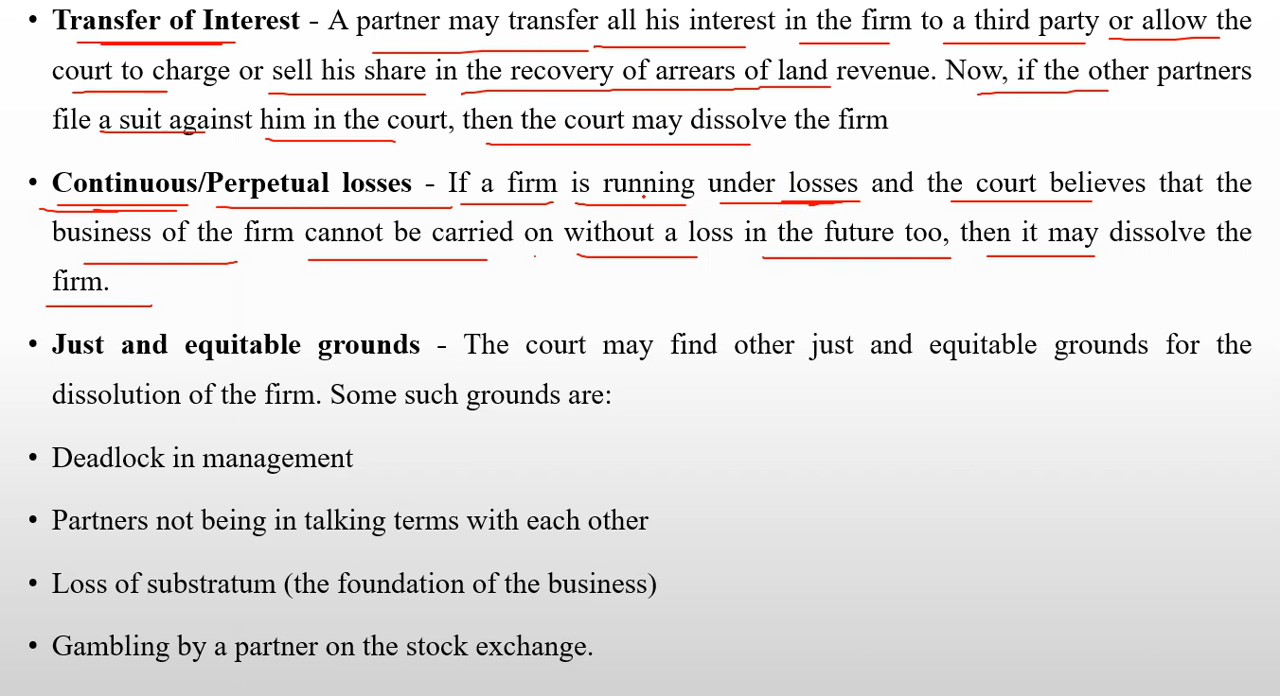 • Transfer of Interest - A partner may transfer all his interest in the firm to a third party or allow the
court to charge or sell his share in the recovery of arrears of land revenue. Now, if the other partners
file a suit against him in the court, then the court may dissolve the firm
• Continuous/Perpetual losses - If a firm is running under losses and the court believes that the
business of the firm cannot be carried on without a loss in the future too, then it may dissolve the
firm.
• Just and equitable grounds - The court may find other just and equitable grounds for the
dissolution of the firm. Some such grounds are:
• Deadlock in management
• Partners not being in talking terms with each other
• Loss of substratum (the foundation of the business)
• Gambling by a partner on the stock exchange.